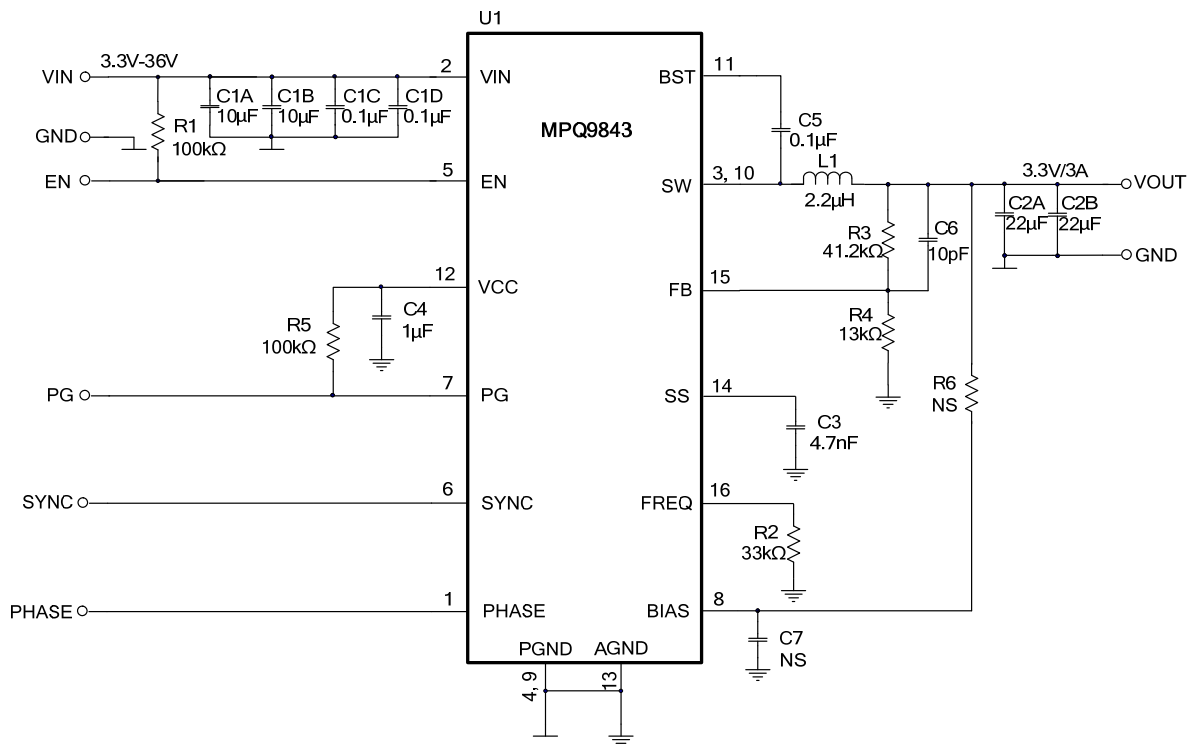 U1
MPQ9843
3.3V-36V
VIN
2
VIN
C1A
10μF
C1B
10μF
C1C
0.1μF
C1D
0.1μF
GND
R1
100kΩ
EN
5
EN
12
VCC
C4
1μF
R5
100kΩ
PG
7
PG
SYNC
6
SYNC
PHASE
1
PHASE
PGND
AGND
4, 9
13
BST
11
C5
0.1μF
SW
3, 10
L1
2.2μH
3.3V/3A
VOUT
C2A
22μF
C2B
22μF
GND
R3
41.2kΩ
C6
10pF
FB
15
R4
13kΩ
SS
14
C3
4.7nF
R6
NS
FREQ
16
R2
33kΩ
BIAS
8
C7
NS